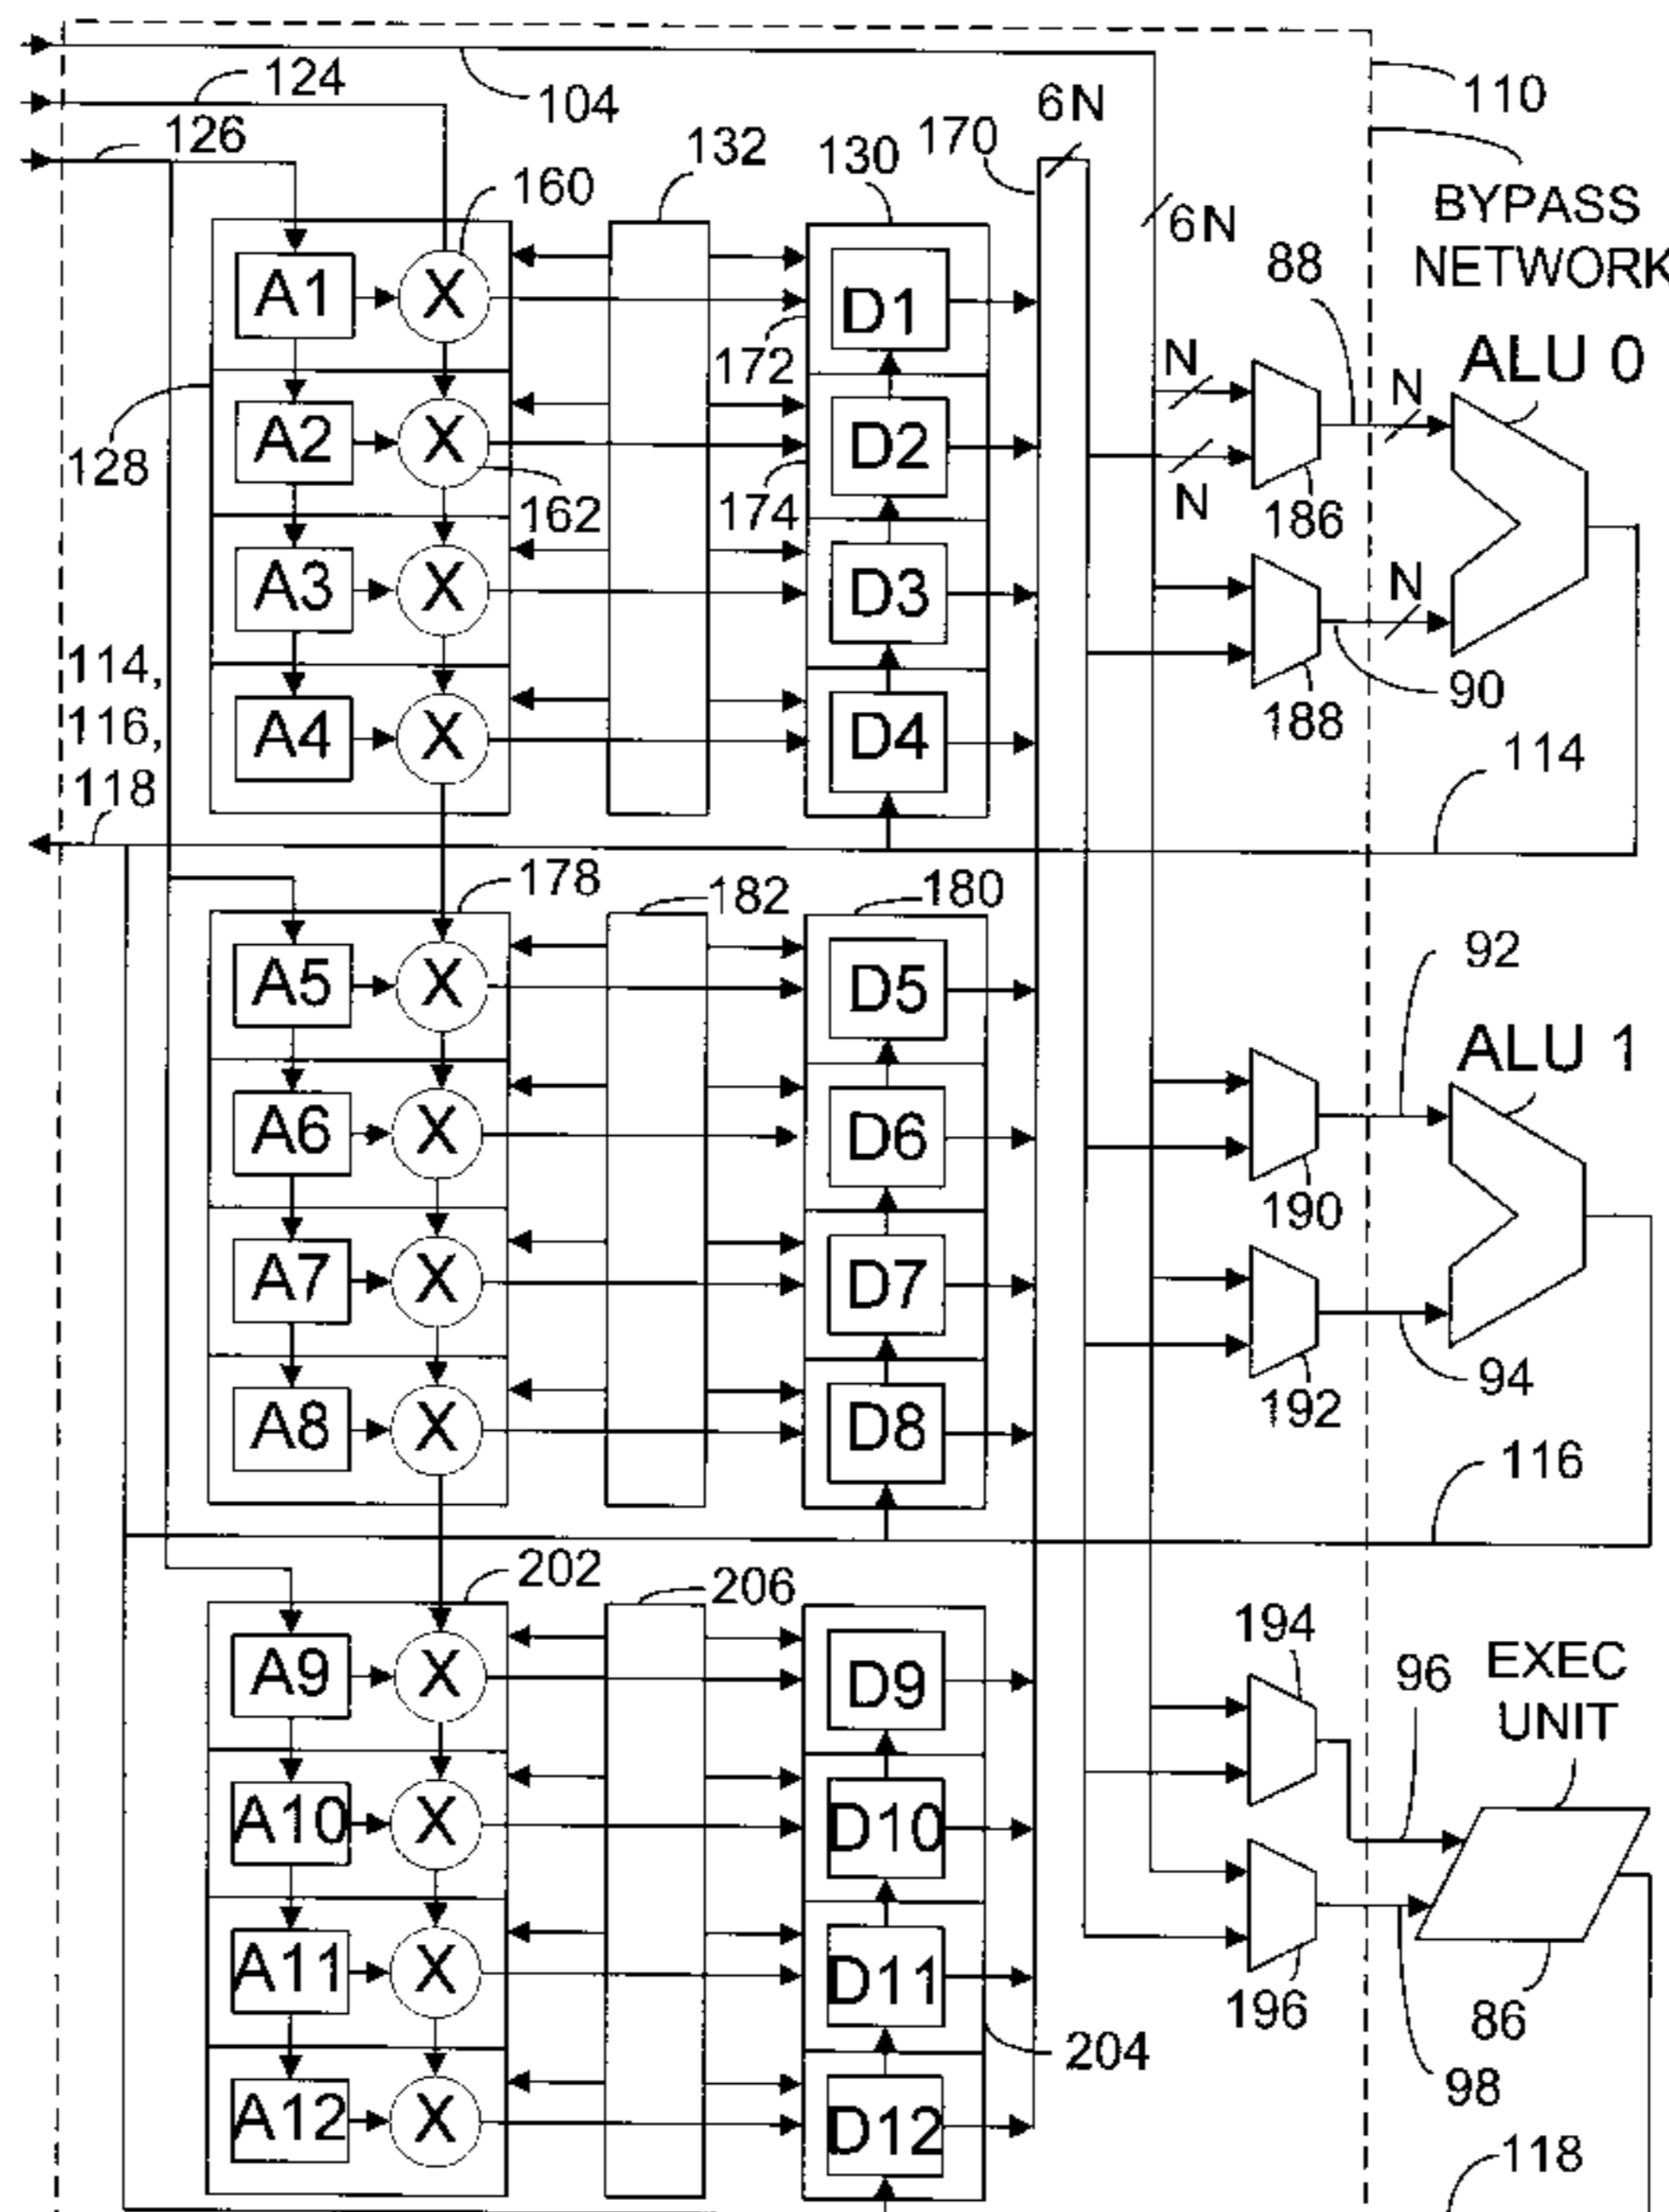 124
104
6N
110
126
132
130
170
160
BYPASS
NETWORK
6N
88
A1
X
D1
172
ALU 0
N
N
128
A2
X
D2
162
174
N
186
A3
X
D3
N
114,
116,
118
A4
X
D4
90
188
114
178
182
180
92
A5
X
D5
ALU 1
A6
X
D6
190
A7
X
D7
94
A8
X
D8
192
116
202
206
194
EXEC
UNIT
96
A9
X
D9
A10
X
D10
A11
X
D11
196
86
204
98
A12
X
D12
118